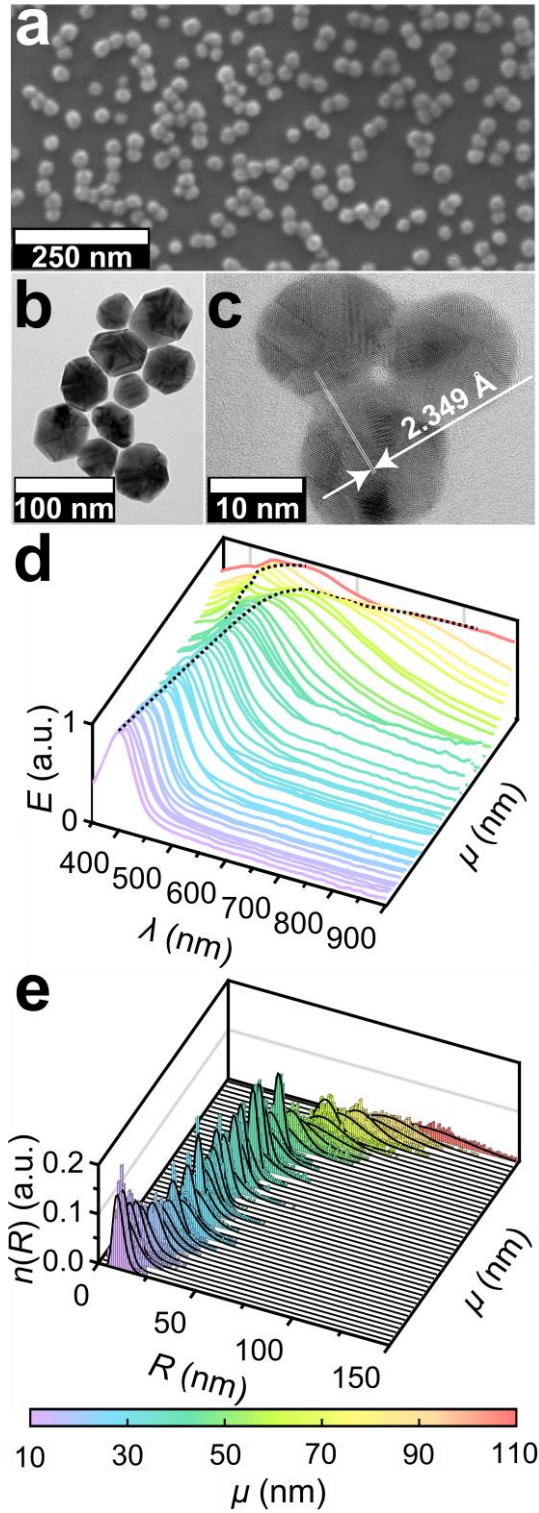 a
250 nm
b
100 nm
c
2.349 Å
10 nm
d
1
0
E (a.u.)
400 500 600 700 800 900
λ (nm)
μ (nm)
e
0.2
0.1
0.0
n(R) (a.u.)
0 50 100 150
R (nm)
μ (nm)
10 30 50 70 90 110
μ (nm)